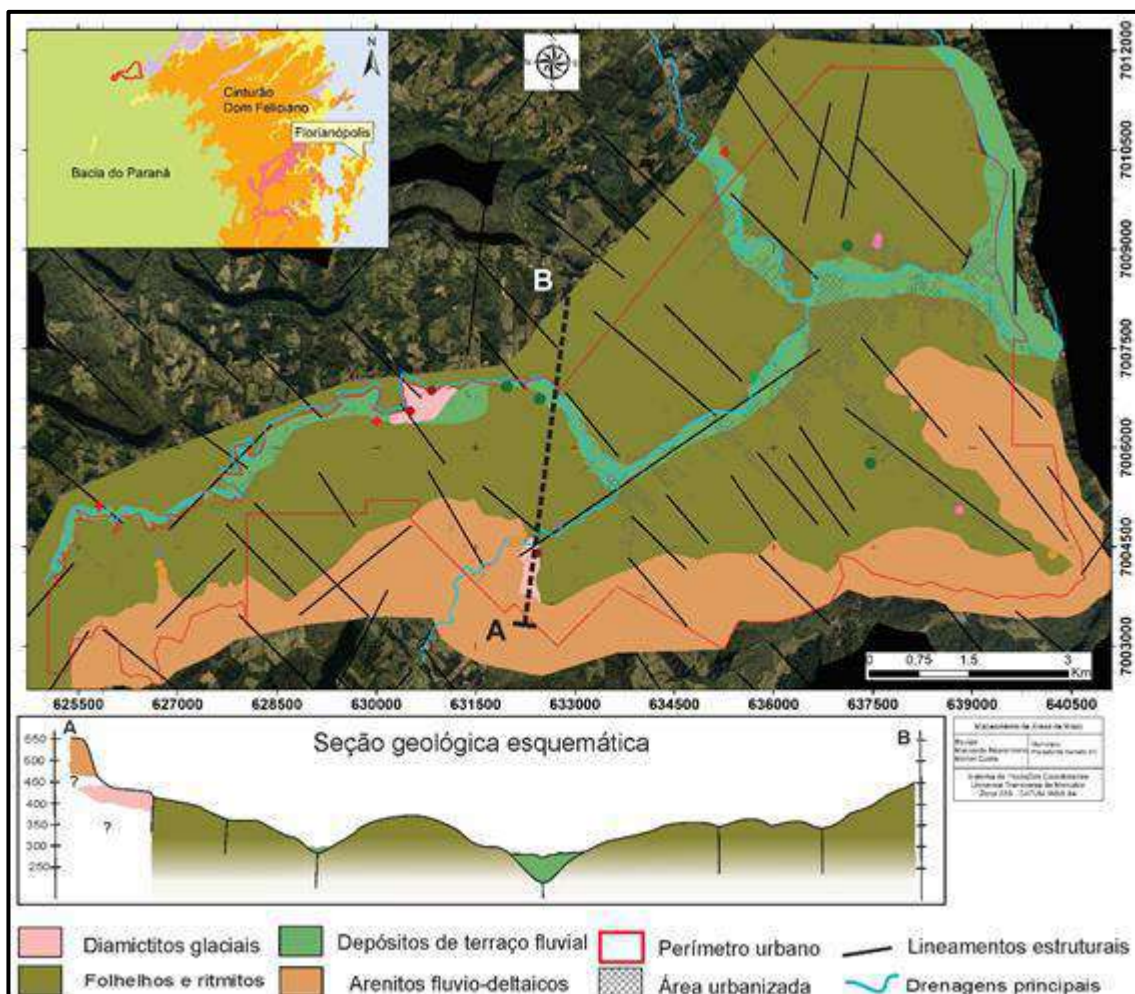 N
Cinturão
Dom Feliciano
Florianópolis
Bacia do Paraná
B
A
0 0,75 1,5 3
Km
7012000
7010500
7009000
7007500
7006000
7004500
7003000
625500 627000 628500 630000 631500 633000 634500 636000 637500 639000 640500
A
Seção geológica esquemática
B
550
500
450
400
350
300
250
?
?
Diamictitos glaciais
Depósitos de terraço fluvial
Perímetro urbano
Lineamentos estruturais
Folhelhos e ritmitos
Arenitos fluvio-deltaicos
Área urbanizada
Drenagens principais